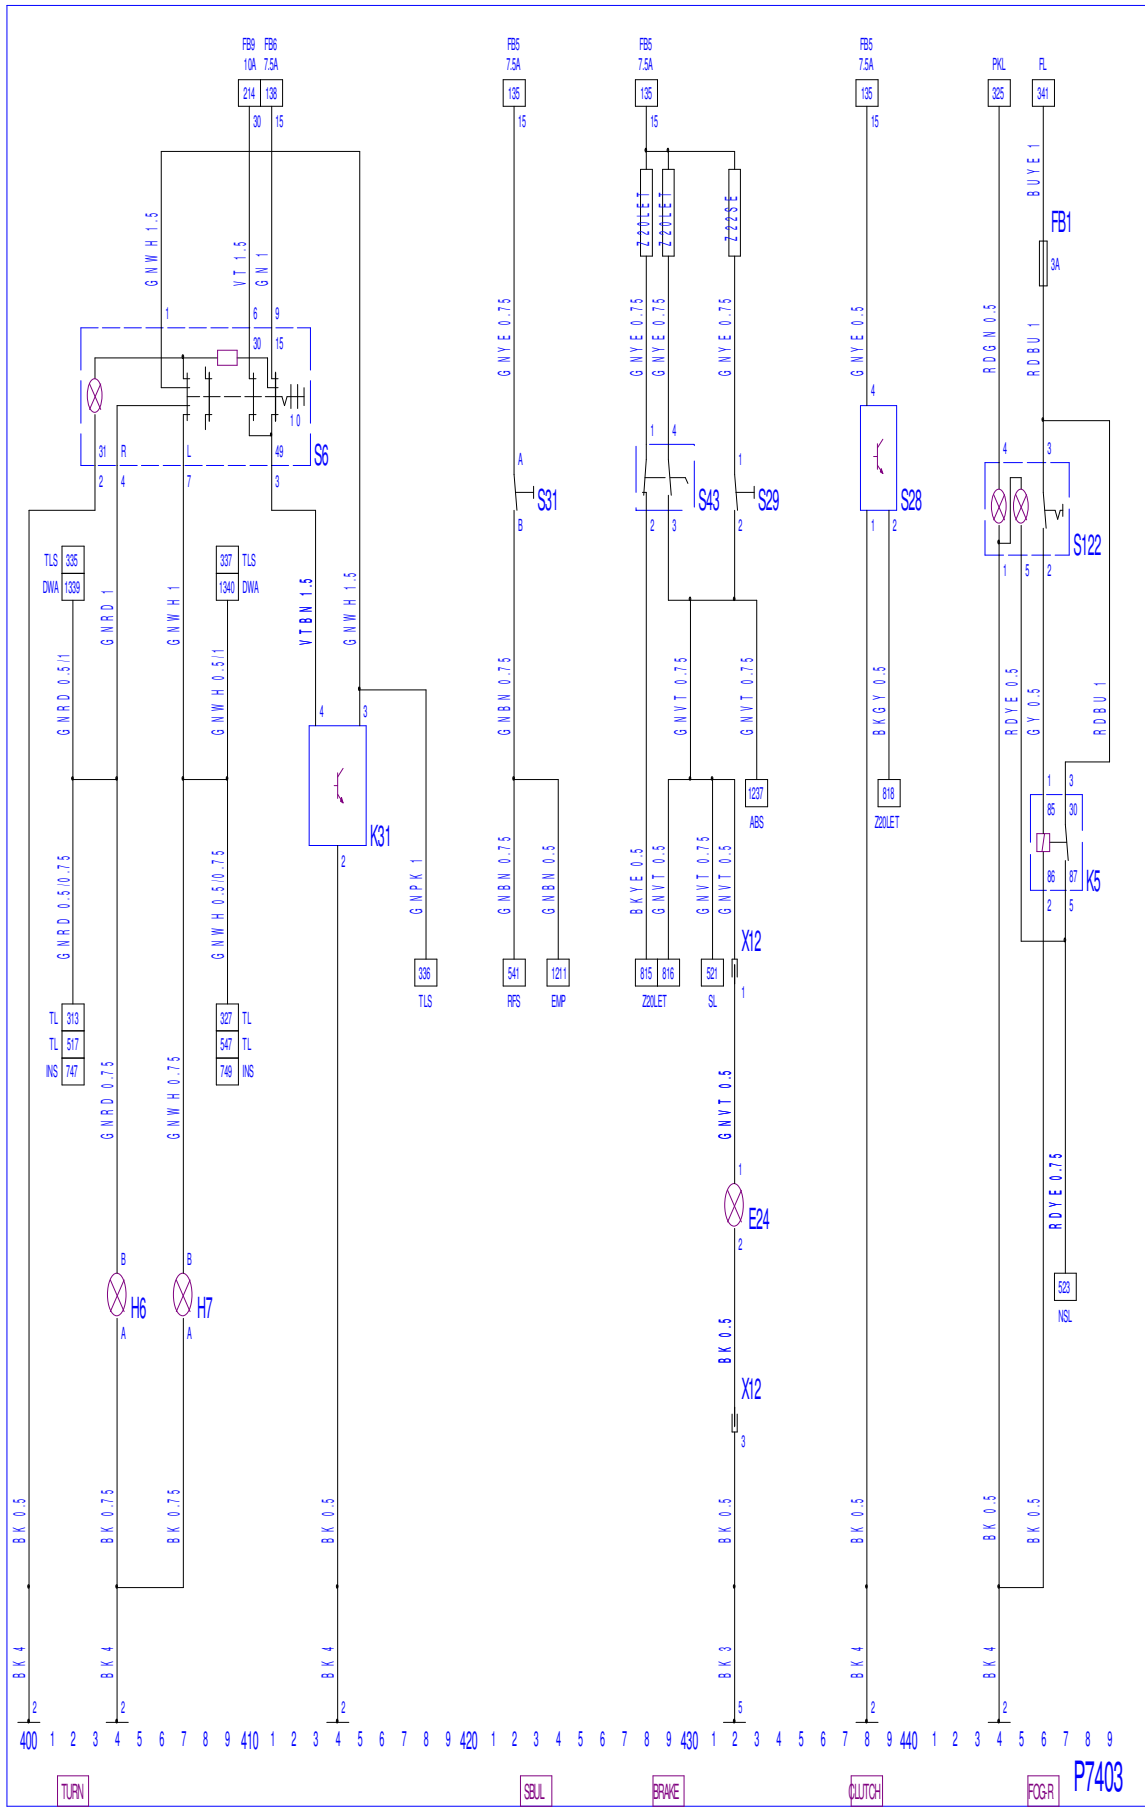 FB9 FB6 FB5 FB5 FB5
10A 7.5A 7.5A 7.5A 7.5A PKL FL
214 138 135 135 135 325 341
30 15 15 15 15
GNWH 1.5
VT 1.5
GN 1
Z20LET
Z20LET
Z22SE
BUYE 1
FB1
3A
GNYE 0.75
GNYE 0.75
GNYE 0.75
GNYE 0.75
GNYE 0.5
RDGN 0.5
RDBU 1
1 6 9
30 15
1 0
31 R L 49
S6
2 4 7 3
A
S31
B
1 4
S43
2 3
1
S29
2
4
S28
1 2
4 3
S122
1 5 2
TLS 335
DWA 1339
337 TLS
1340 DWA
GNRD 1
GNWH 1
VTBN 1.5
GNWH 1.5
GNRD 0.5/1
GNWH 0.5/1
GNBN 0.75
GNVT 0.75
GNVT 0.75
BKGY 0.5
RDYE 0.5
GY 0.5
RDBU 1
4 3
K31
2
1237
ABS
818
Z20LET
1 3
85 30
86 87
K5
2 5
GNRD 0.5/0.75
GNWH 0.5/0.75
GNPK 1
GNBN 0.75
GNBN 0.5
BKYE 0.5
GNVT 0.5
GNVT 0.75
GNVT 0.5
X12
1
336
TLS
541
RFS
1211
EMP
815 816
Z20LET
521
SL
TL 313
TL 517
INS 747
327 TL
547 TL
749 INS
GNRD 0.75
GNWH 0.75
GNVT 0.5
RDYE 0.75
1
E24
2
B B
H6 H7
A A
523
NSL
BK 0.5
X12
3
BK 0.5
BK 0.75
BK 0.75
BK 0.5
BK 0.5
BK 0.5
BK 0.5
BK 0.5
BK 4
BK 4
BK 4
BK 3
BK 4
BK 4
2 2 2 5 2 2
400 1 2 3 4 5 6 7 8 9 410 1 2 3 4 5 6 7 8 9 420 1 2 3 4 5 6 7 8 9 430 1 2 3 4 5 6 7 8 9 440 1 2 3 4 5 6 7 8 9
TURN SBUL BRAKE CLUTCH FOG-R P7403